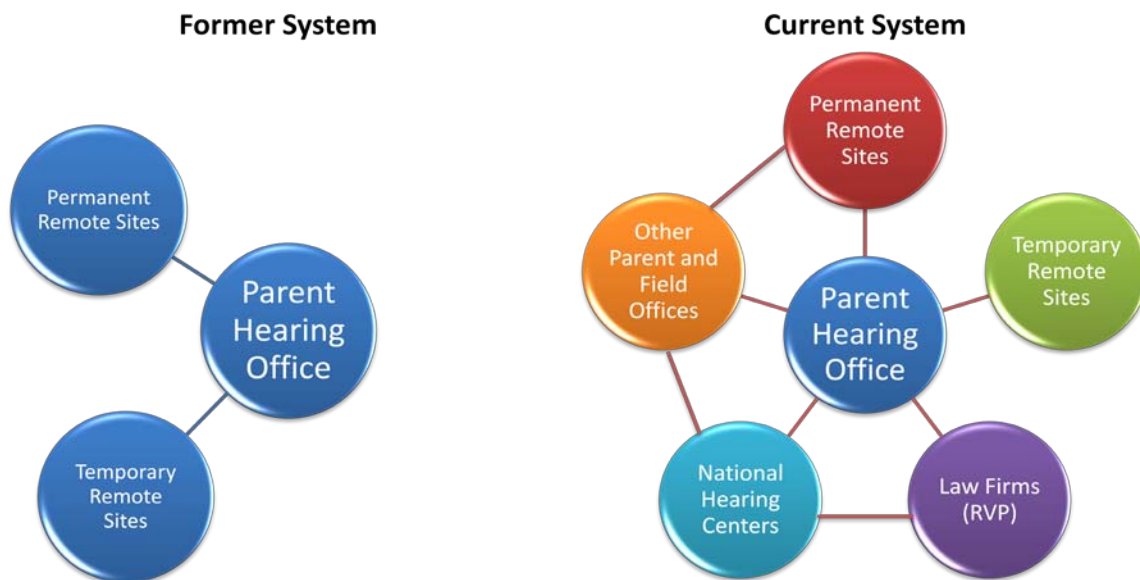 Former System
Permanent
Remote Sites
Parent
Hearing
Office
Temporary
Remote
Sites
Current System
Permanent
Remote
Sites
Other
Parent and
Field
Offices
Temporary
Remote
Sites
Parent
Hearing
Office
National
Hearing
Centers
Law Firms
(RVP)